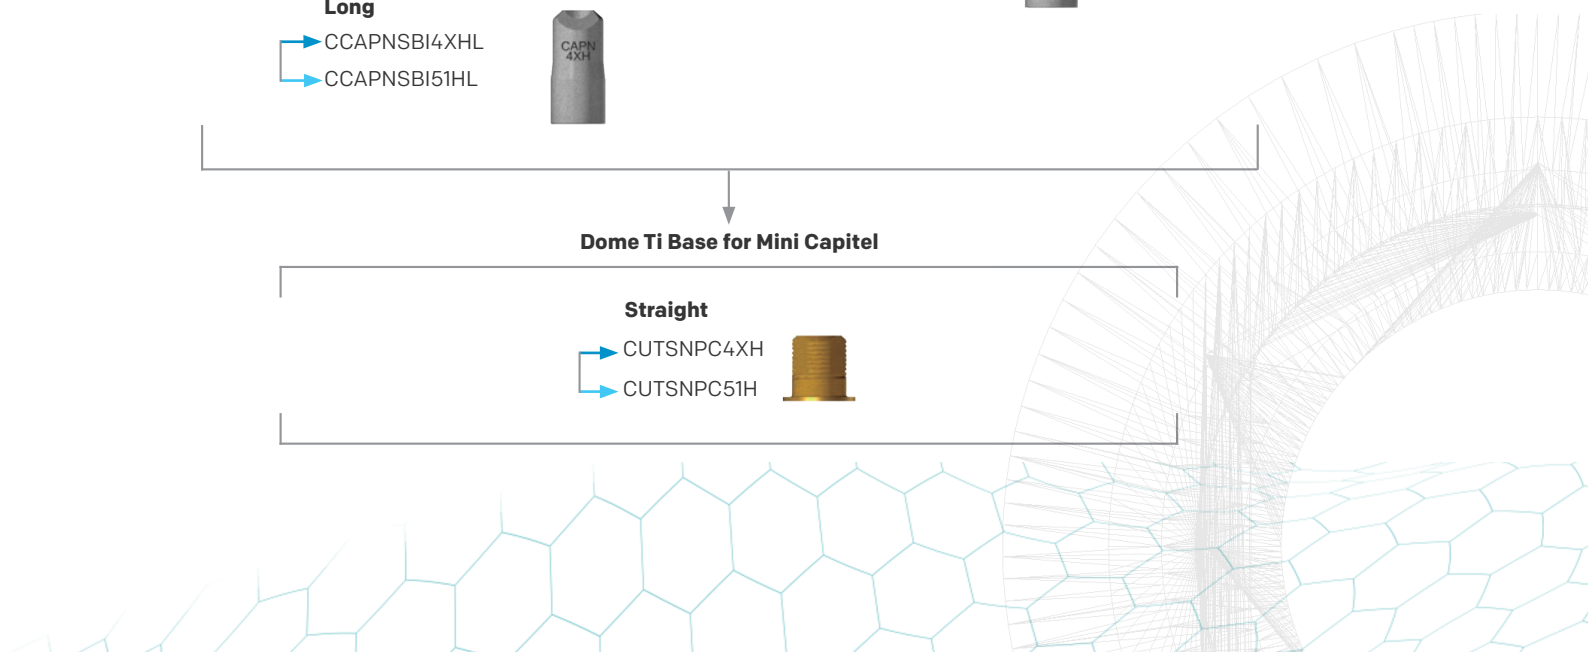 Long
CCAPNSBI4XHL
CCAPNSBI51HL
CAPN
4XH
Dome Ti Base for Mini Capitel
Straight
CUTSNPC4XH
CUTSNPC51H